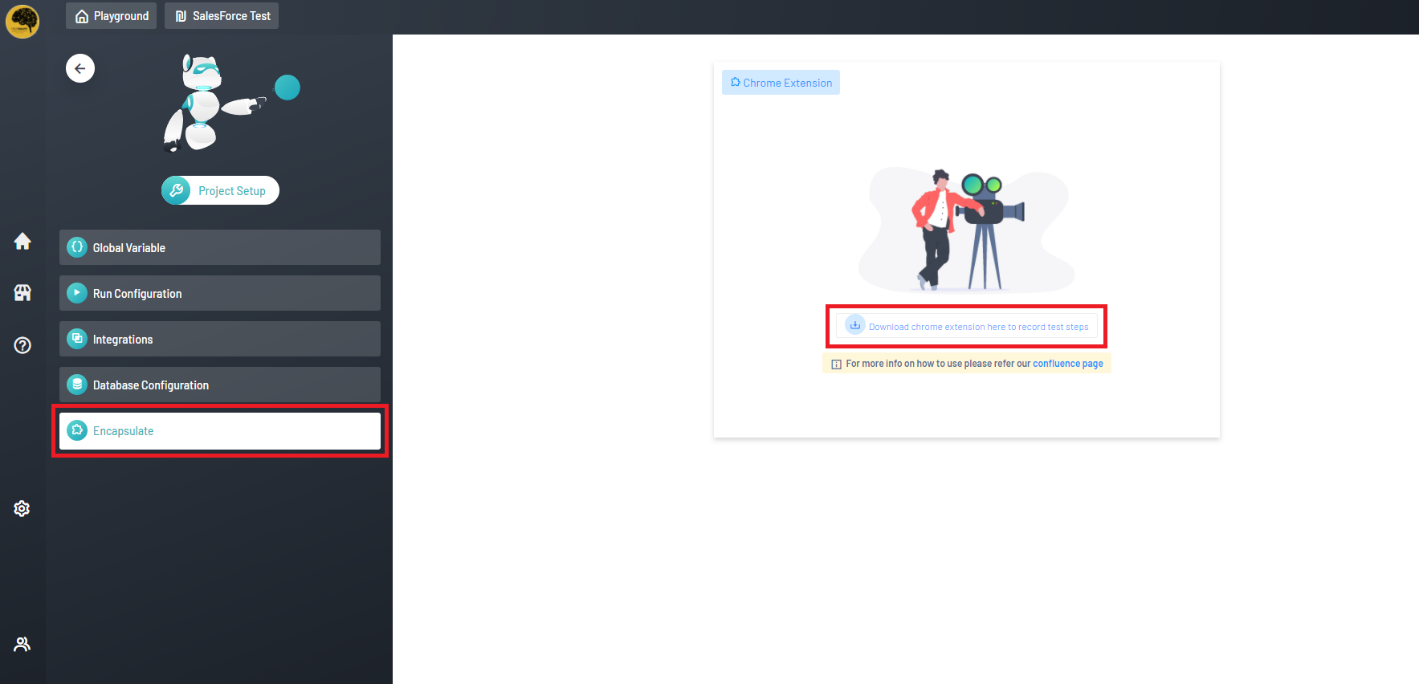 Playground
SalesForce Test
Project Setup
Global Variable
Run Configuration
Integrations
Database Configuration
Encapsulate
Chrome Extension
Download chrome extension here to record test steps
For more info on how to use please refer our confluence page